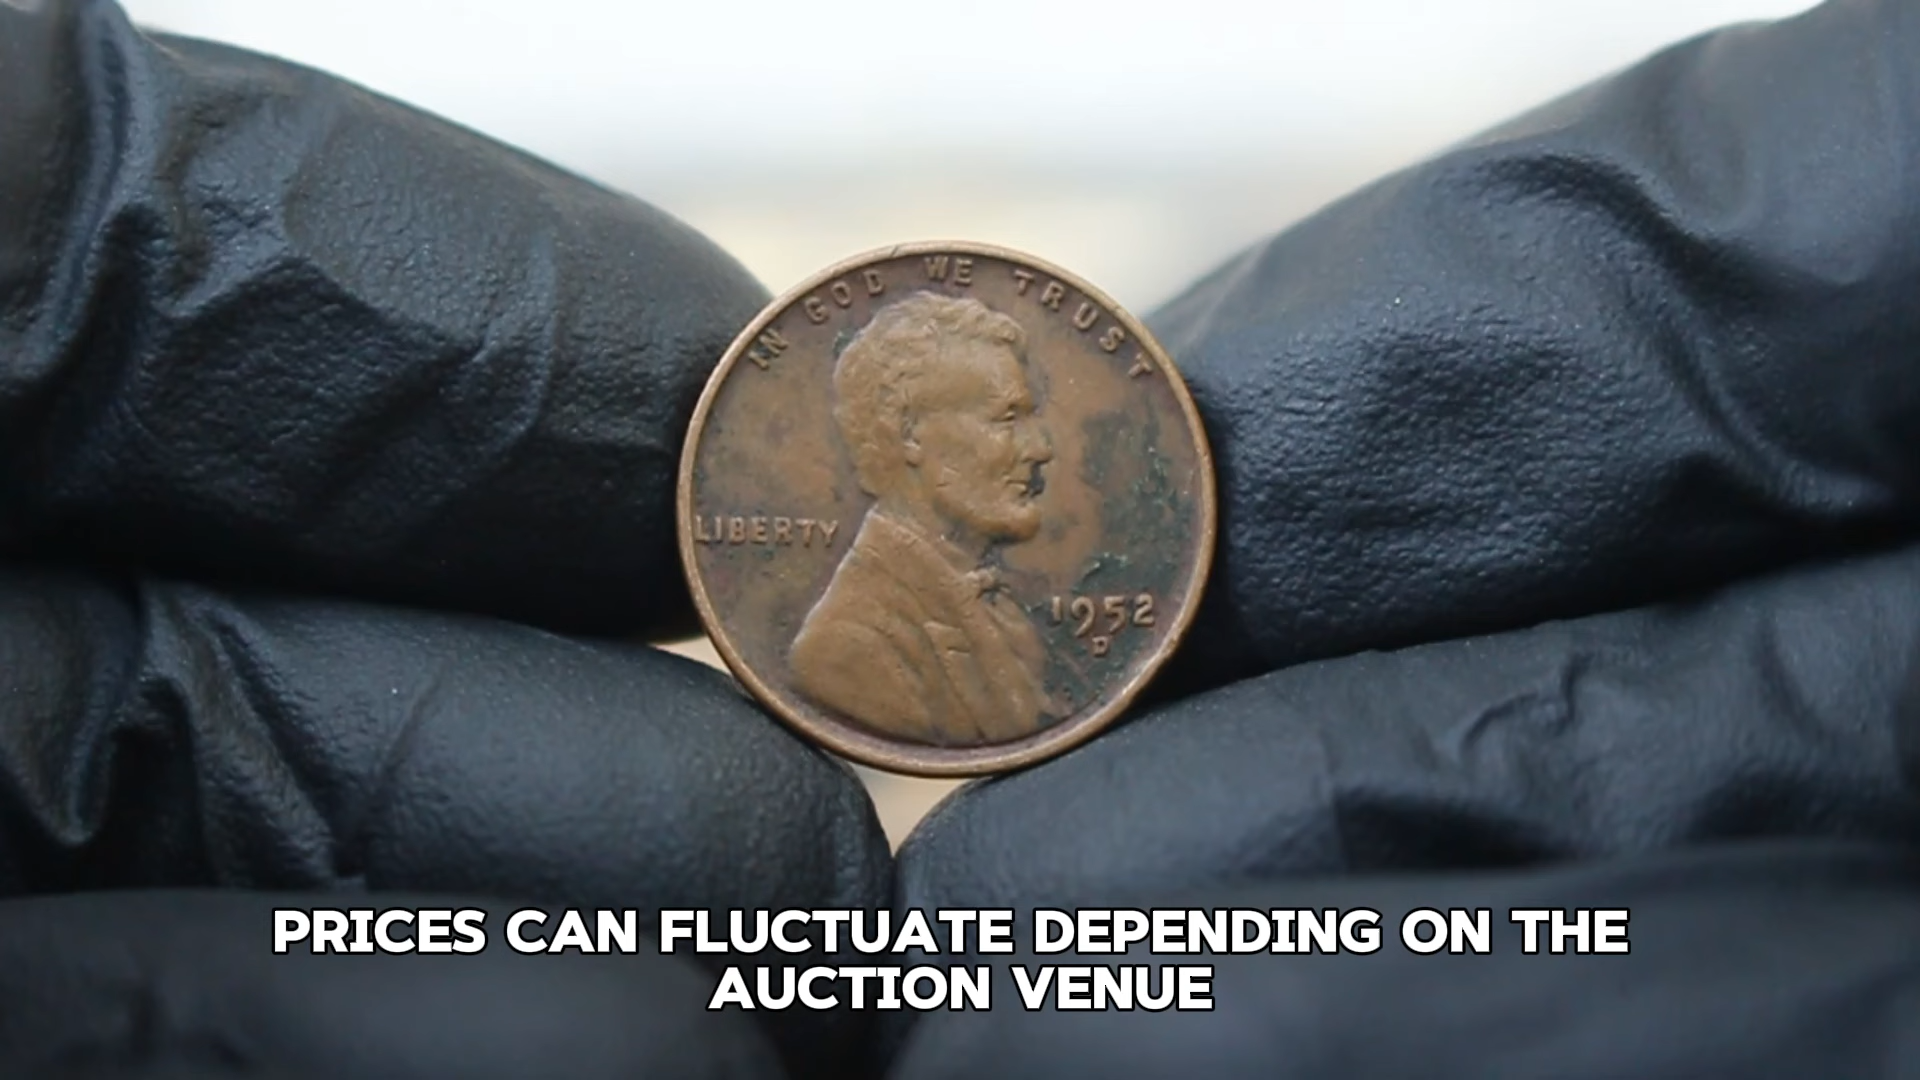 IN GOD WE TRUST
LIBERTY
1952
D
PRICES CAN FLUCTUATE DEPENDING ON THE
AUCTION VENUE